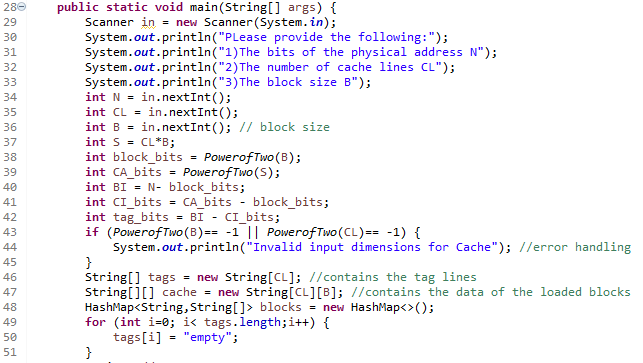 28 public static void main(String[] args) {
29 Scanner in = new Scanner(System.in);
30 System.out.println("PLease provide the following:");
31 System.out.println("1)The bits of the physical address N");
32 System.out.println("2)The number of cache lines CL");
33 System.out.println("3)The block size B");
34 int N = in.nextInt();
35 int CL = in.nextInt();
36 int B = in.nextInt(); // block size
37 int S = CL*B;
38 int block_bits = PowerofTwo(B);
39 int CA_bits = PowerofTwo(S);
40 int BI = N- block_bits;
41 int CI_bits = CA_bits - block_bits;
42 int tag_bits = BI - CI_bits;
43 if (PowerofTwo(B)== -1 || PowerofTwo(CL)== -1) {
44 System.out.println("Invalid input dimensions for Cache"); //error handling
45 }
46 String[] tags = new String[CL]; //contains the tag lines
47 String[][] cache = new String[CL][B]; //contains the data of the loaded blocks
48 HashMap<String,String[]> blocks = new HashMap<>();
49 for (int i=0; i< tags.length;i++) {
50 tags[i] = "empty";
51 }